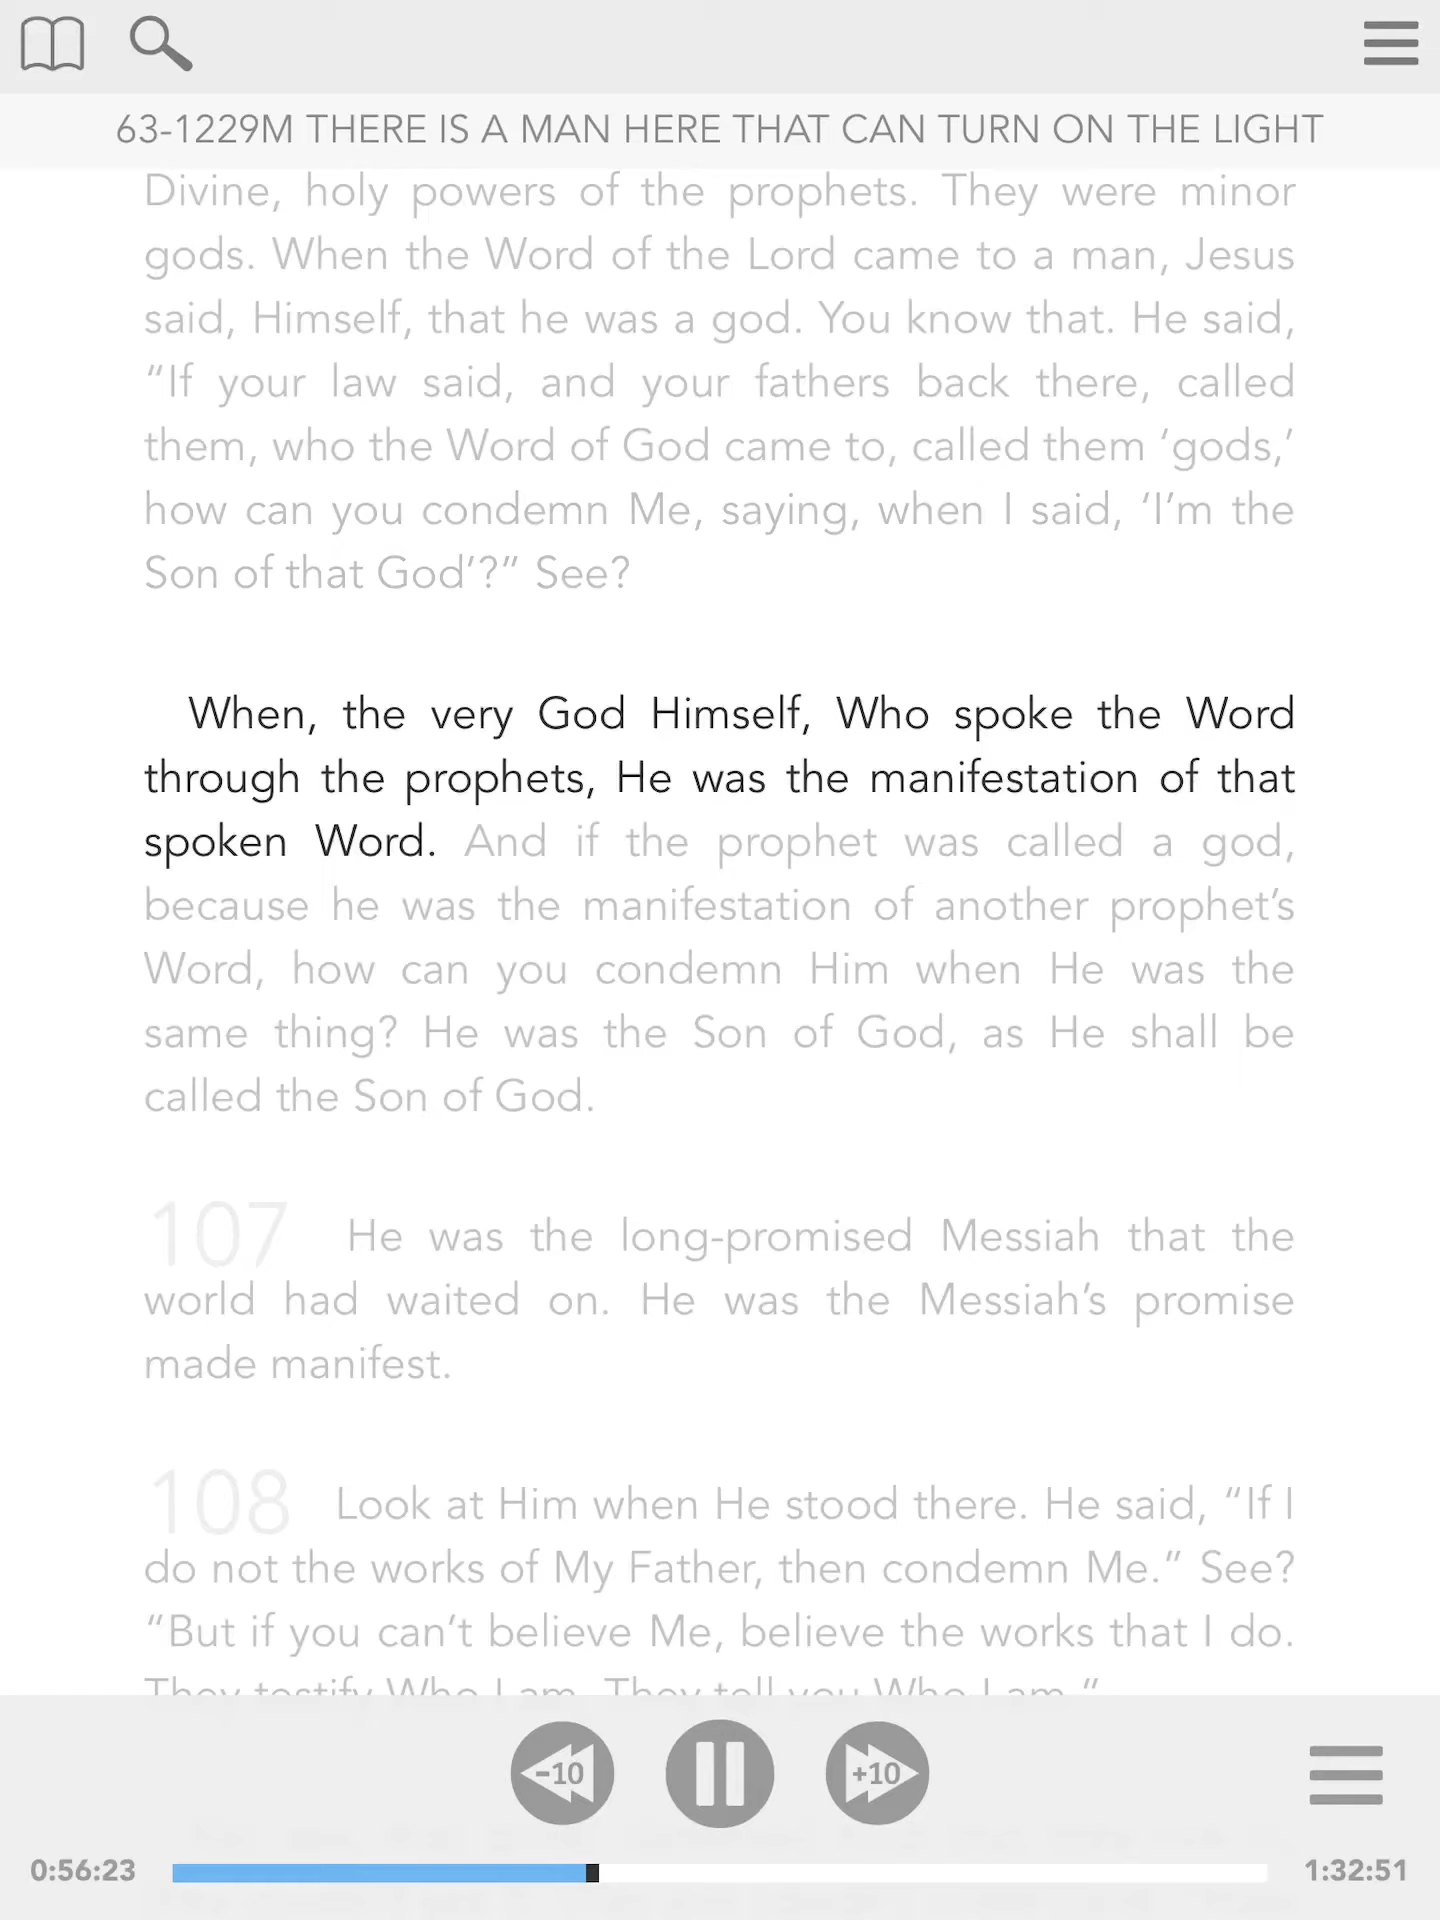 63-1229M THERE IS A MAN HERE THAT CAN TURN ON THE LIGHT
Divine, holy powers of the prophets. They were minor
gods. When the Word of the Lord came to a man, Jesus
said, Himself, that he was a god. You know that. He said,
“If your law said, and your fathers back there, called
them, who the Word of God came to, called them ‘gods,’
how can you condemn Me, saying, when I said, ‘I’m the
Son of that God’?” See?
When, the very God Himself, Who spoke the Word
through the prophets, He was the manifestation of that
spoken Word. And if the prophet was called a god,
because he was the manifestation of another prophet’s
Word, how can you condemn Him when He was the
same thing? He was the Son of God, as He shall be
called the Son of God.
107 He was the long-promised Messiah that the
world had waited on. He was the Messiah’s promise
made manifest.
108 Look at Him when He stood there. He said, “If I
do not the works of My Father, then condemn Me.” See?
“But if you can’t believe Me, believe the works that I do.
They testify Who I am. They tell you Who I am.”
-10 +10
0:56:23 1:32:51